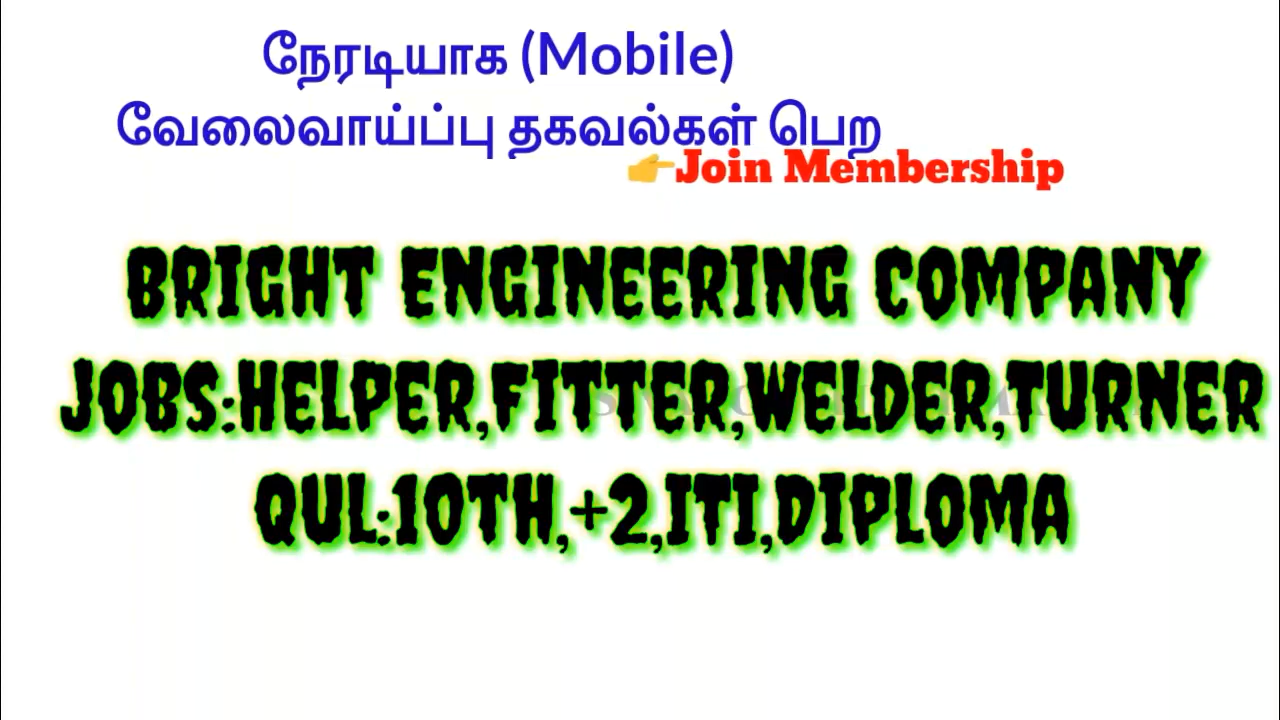 நேரடியாக (Mobile)
வேலைவாய்ப்பு தகவல்கள் பெற
👉Join Membership
BRIGHT ENGINEERING COMPANY
JOBS:HELPER,FITTER,WELDER,TURNER
QUL:10TH,+2,ITI,DIPLOMA